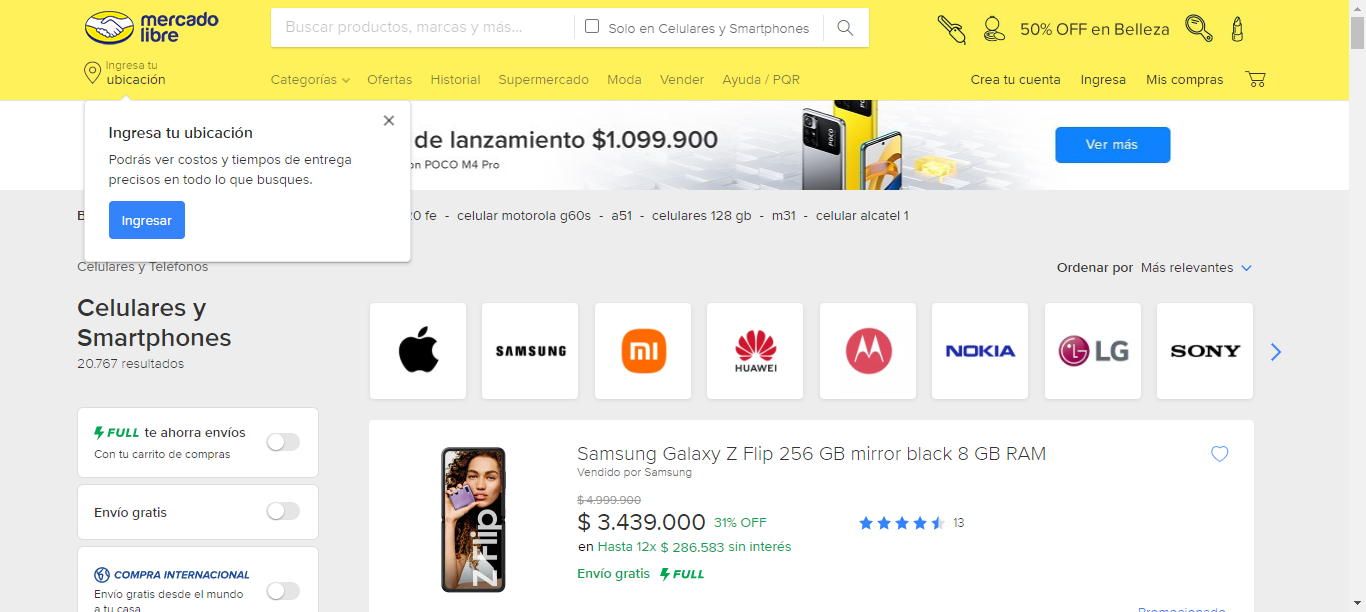 mercado
libre
Buscar productos, marcas y más...
Solo en Celulares y Smartphones
50% OFF en Belleza
Ingresa tu
ubicación
Categorías
Ofertas
Historial
Supermercado
Moda
Vender
Ayuda / PQR
Crea tu cuenta
Ingresa
Mis compras
Ingresa tu ubicación
Podrás ver costos y tiempos de entrega
precisos en todo lo que busques.
Ingresar
de lanzamiento $1.099.900
POCO M4 Pro
POCO
Ver más
fe - celular motorola g60s - a51 - celulares 128 gb - m31 - celular alcatel 1
Celulares y Teléfonos
Ordenar por Más relevantes
Celulares y
Smartphones
20.767 resultados
SAMSUNG
mi
HUAWEI
NOKIA
LG
SONY
FULL te ahorra envíos
Con tu carrito de compras
Envío gratis
COMPRA INTERNACIONAL
Envío gratis desde el mundo
a tu casa
Z Flip
Samsung Galaxy Z Flip 256 GB mirror black 8 GB RAM
Vendido por Samsung
$ 4.999.900
$ 3.439.000 31% OFF
13
en Hasta 12x $ 286.583 sin interés
Envío gratis FULL
Promocionado